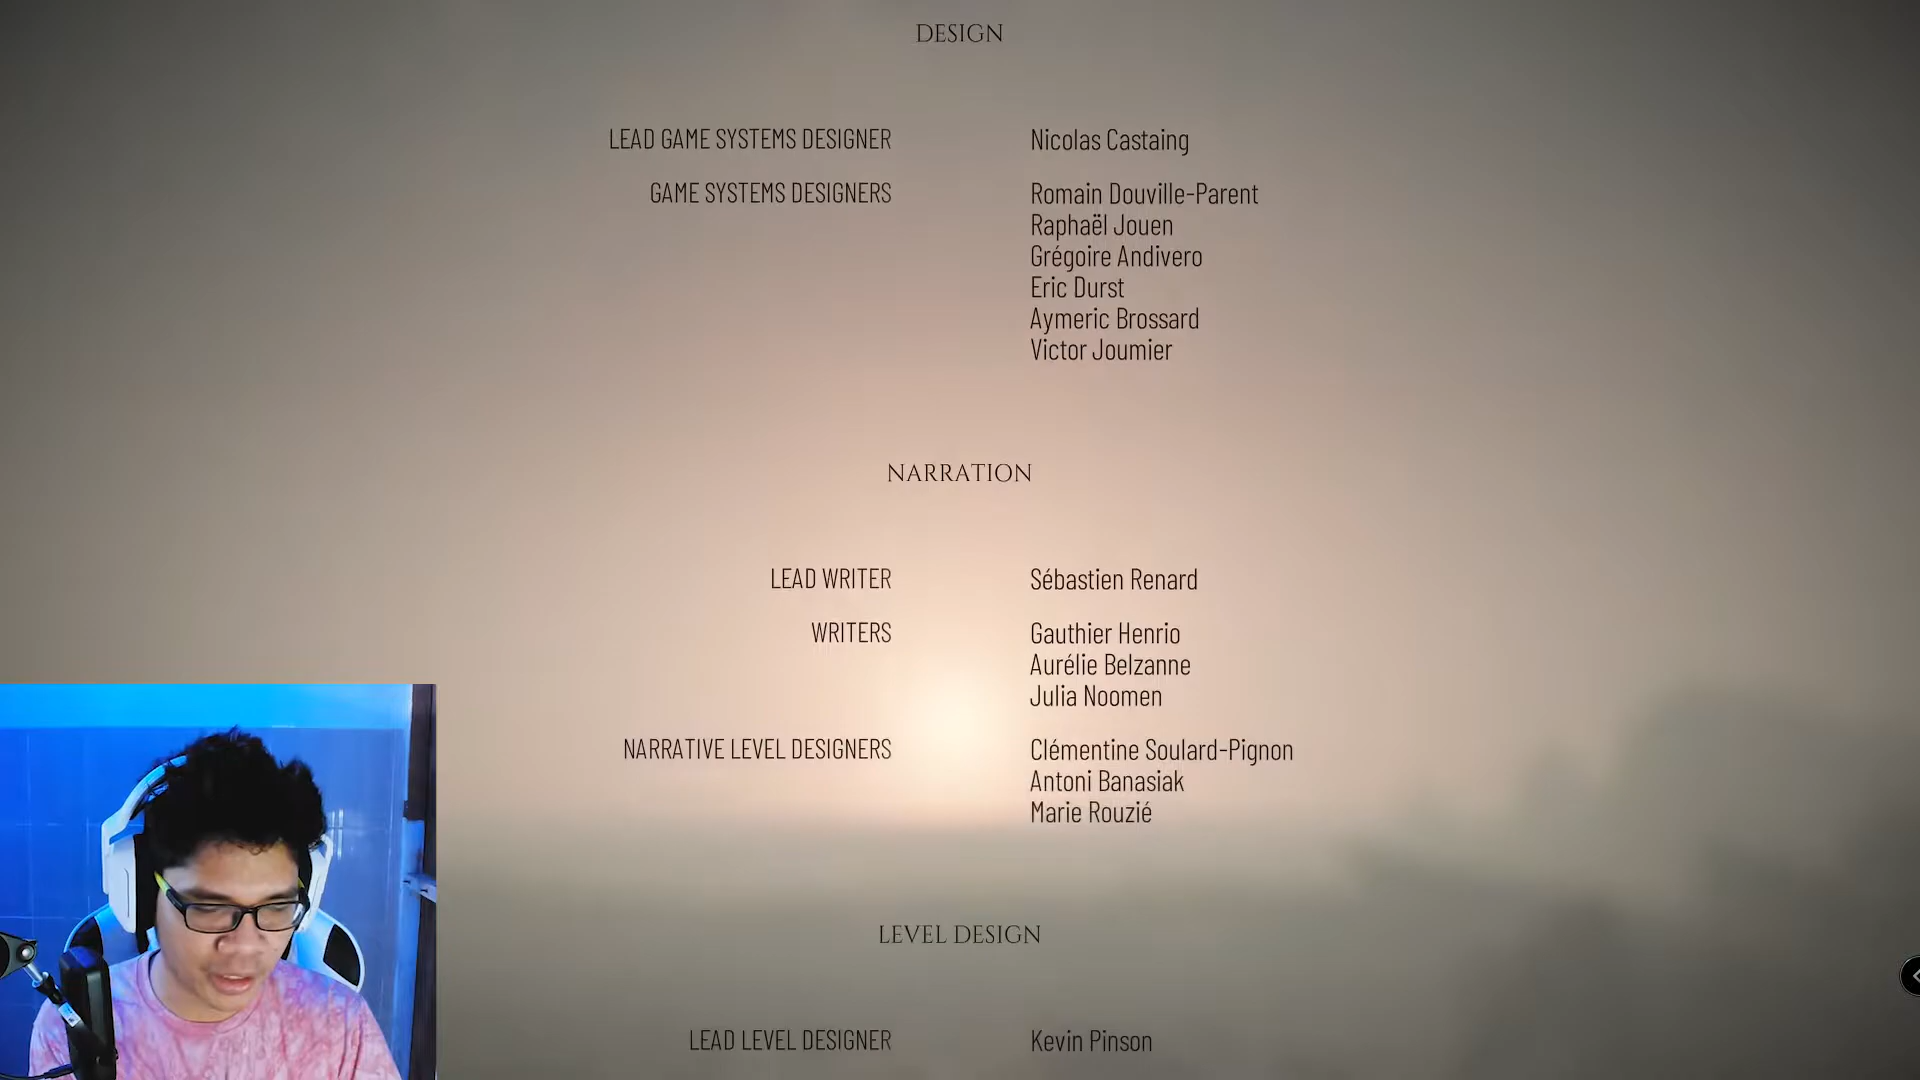 DESIGN
LEAD GAME SYSTEMS DESIGNER Nicolas Castaing
GAME SYSTEMS DESIGNERS Romain Douville-Parent
Raphaël Jouen
Grégoire Andivero
Eric Durst
Aymeric Brossard
Victor Joumier
NARRATION
LEAD WRITER Sébastien Renard
WRITERS Gauthier Henrio
Aurélie Belzanne
Julia Noomen
NARRATIVE LEVEL DESIGNERS Clémentine Soulard-Pignon
Antoni Banasiak
Marie Rouzié
LEVEL DESIGN
LEAD LEVEL DESIGNER Kevin Pinson